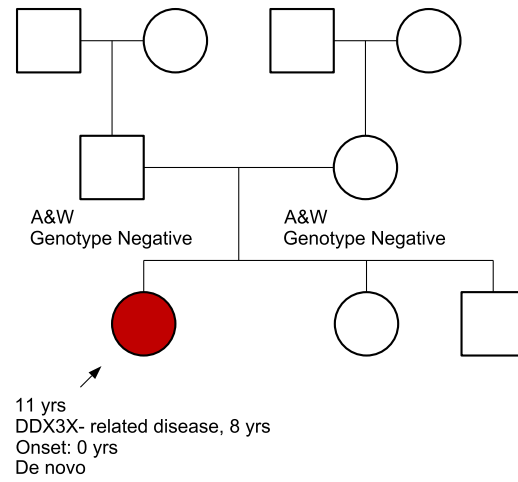 A&W
Genotype Negative
A&W
Genotype Negative
11 yrs
DDX3X- related disease, 8 yrs
Onset: 0 yrs
De novo